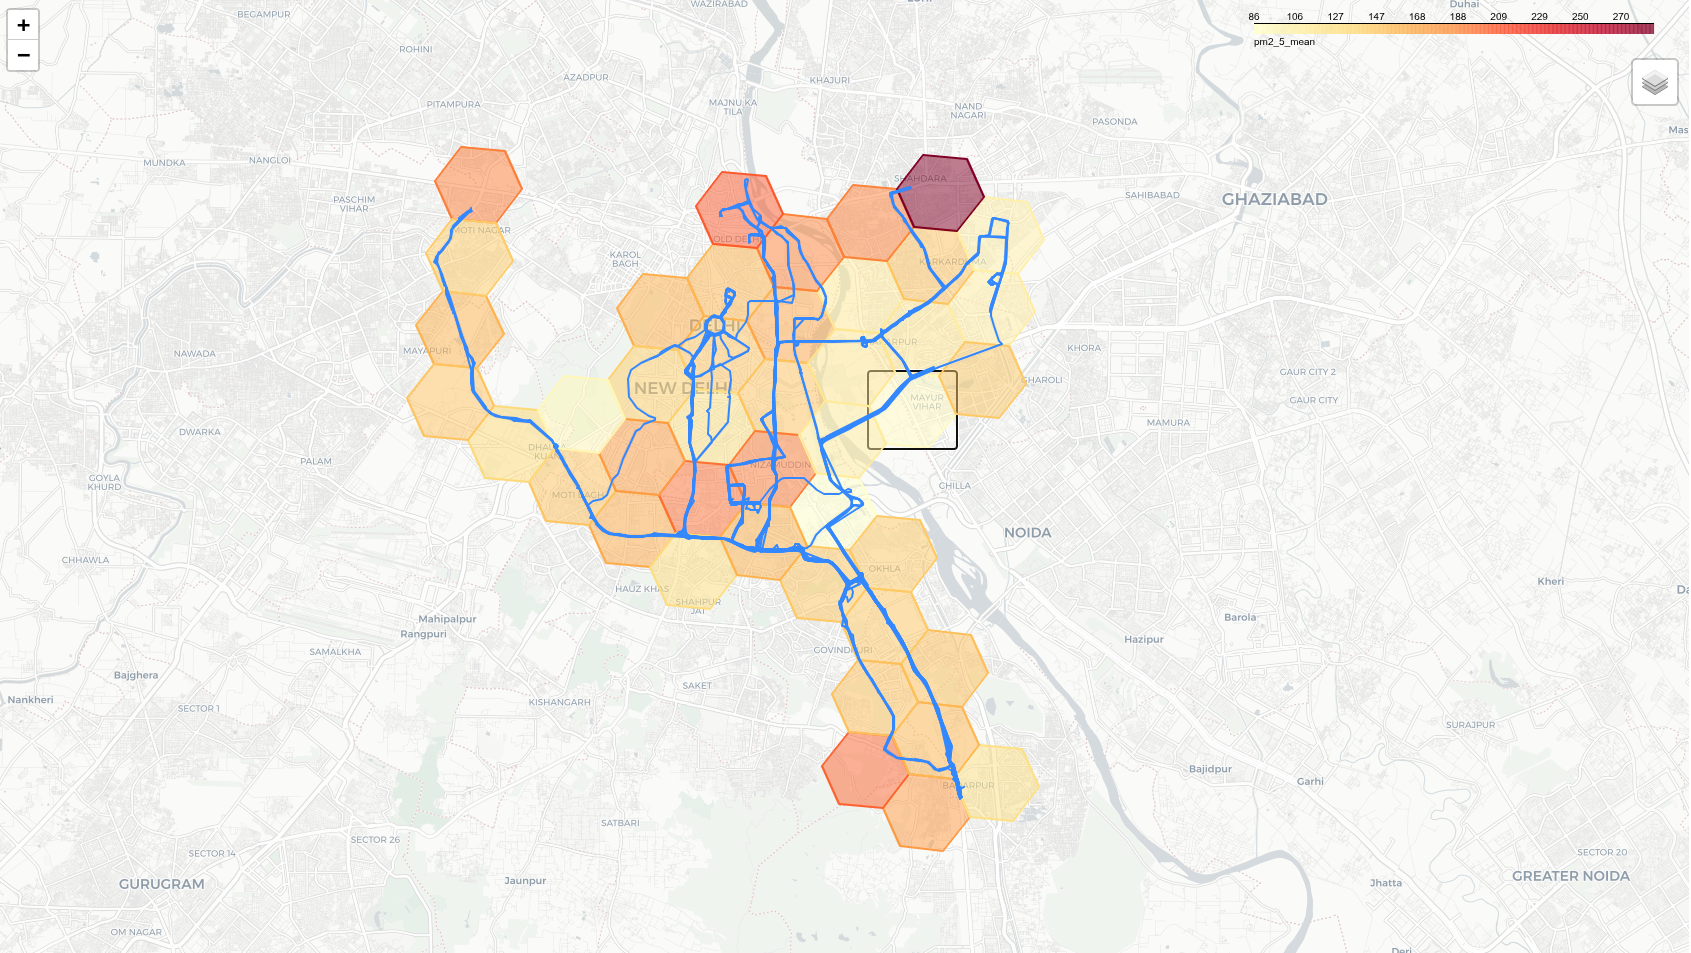 +
−
86 106 127 147 168 188 209 229 250 270
pm2_5_mean
WAZIRABAD
Duhai
BEGAMPUR
ROHINI
AZADPUR
KHAJURI
PITAMPURA
MAJNU KA
TILA
NAND
NAGARI
PASONDA
MUNDKA
NANGLOI
SHAHDARA
SAHIBABAD
GHAZIABAD
PASCHIM
VIHAR
MOTI NAGAR
OLD DE
KAROL
BAGH
KARKARDUMA
DELHI
NAWADA
MAYAPURI
KHORA
GAUR CITY 2
NEW DELH
GHAROLI
GAUR CITY
MAYUR
VIHAR
DWARKA
MAMURA
PALAM
DHAULA
KUAN
NIZAMUDDIN
GOYLA
KHURD
MOTI BAGH
CHILLA
NOIDA
CHHAWLA
OKHLA
Kheri
HAUZ KHAS
SHAHPUR
JAT
Mahipalpur
Rangpuri
Barola
Hazipur
SAMALKHA
GOVINDPURI
Bajghera
SAKET
Nankheri
SECTOR 1
KISHANGARH
SURAJPUR
Bajidpur
Garhi
SATBARI
SECTOR 26
SECTOR 14
SECTOR 20
GURUGRAM
Jaunpur
Jhatta
GREATER NOIDA
OM NAGAR